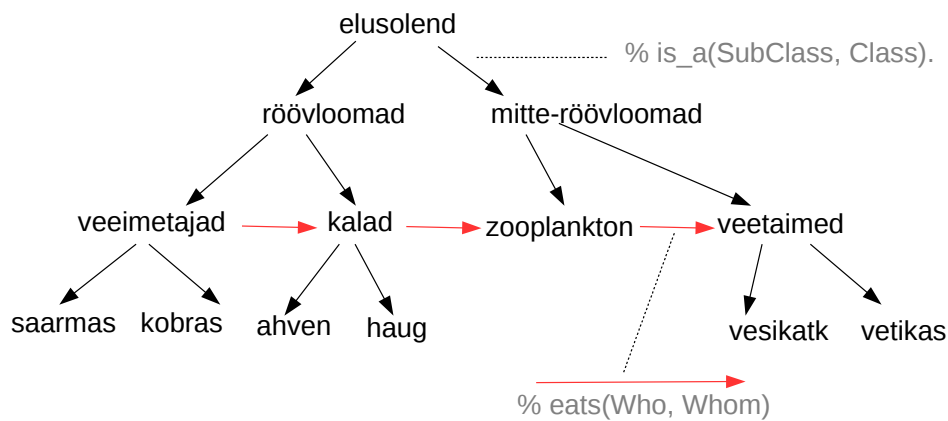 elusolend
% is_a(SubClass, Class).
röövloomad
mitte-röövloomad
veeimetajad
kalad
zooplankton
veetaimed
saarmas
kobras
ahven
haug
vesikatk
vetikas
% eats(Who, Whom)